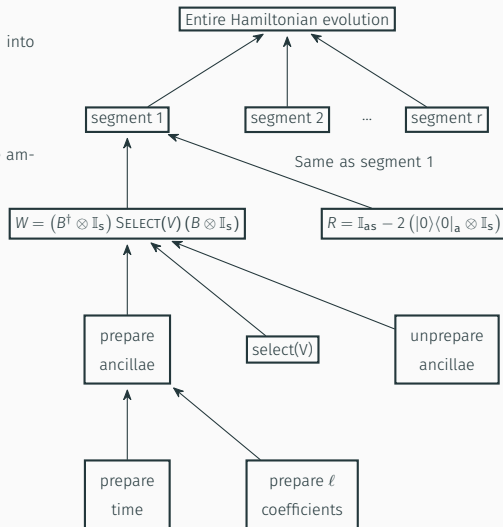 Entire Hamiltonian evolution
into
segment 1
segment 2
...
segment r
am-
Same as segment 1
W = (B† ⊗ 𝕀s) SELECT(V) (B ⊗ 𝕀s)
R = 𝕀as − 2 (|0⟩⟨0|a ⊗ 𝕀s)
prepare
ancillae
select(V)
unprepare
ancillae
prepare
time
prepare ℓ
coefficients